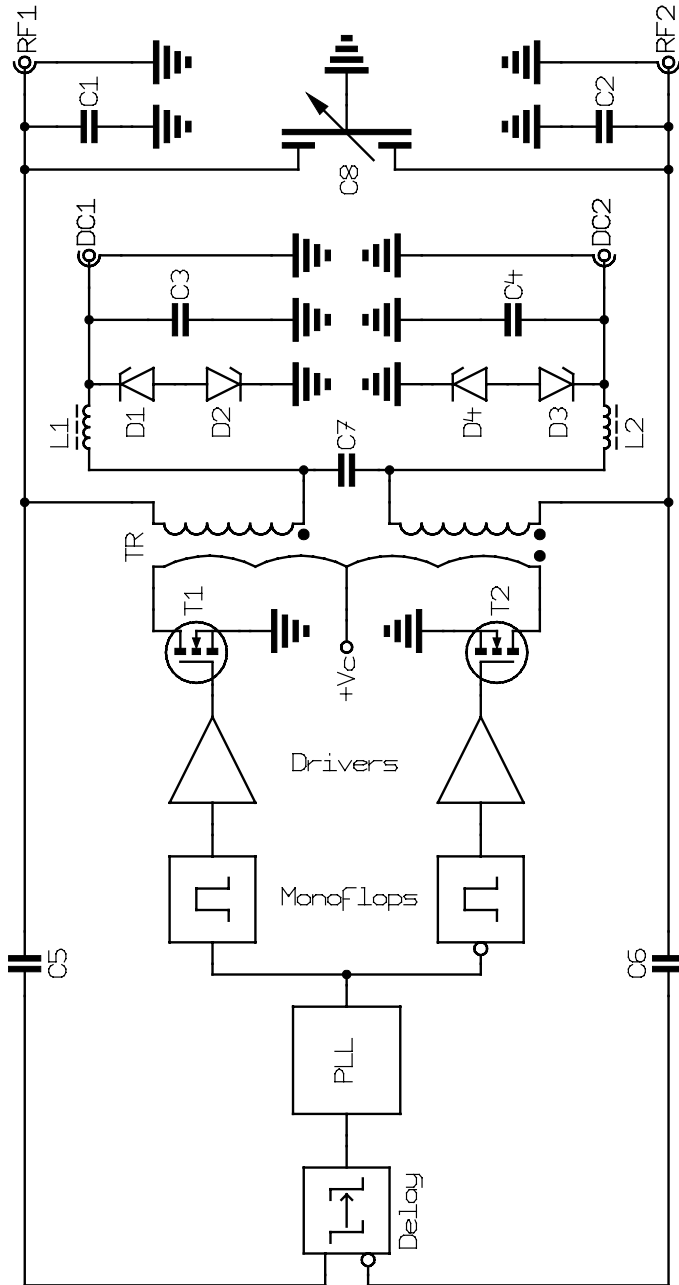 RF1
RF2
C1
C2
C8
DC1
DC2
C3
C4
D1
D2
D4
D3
L1
C7
L2
TR
T1
T2
+Vc
Drivers
Monoflops
C5
C6
PLL
Delay